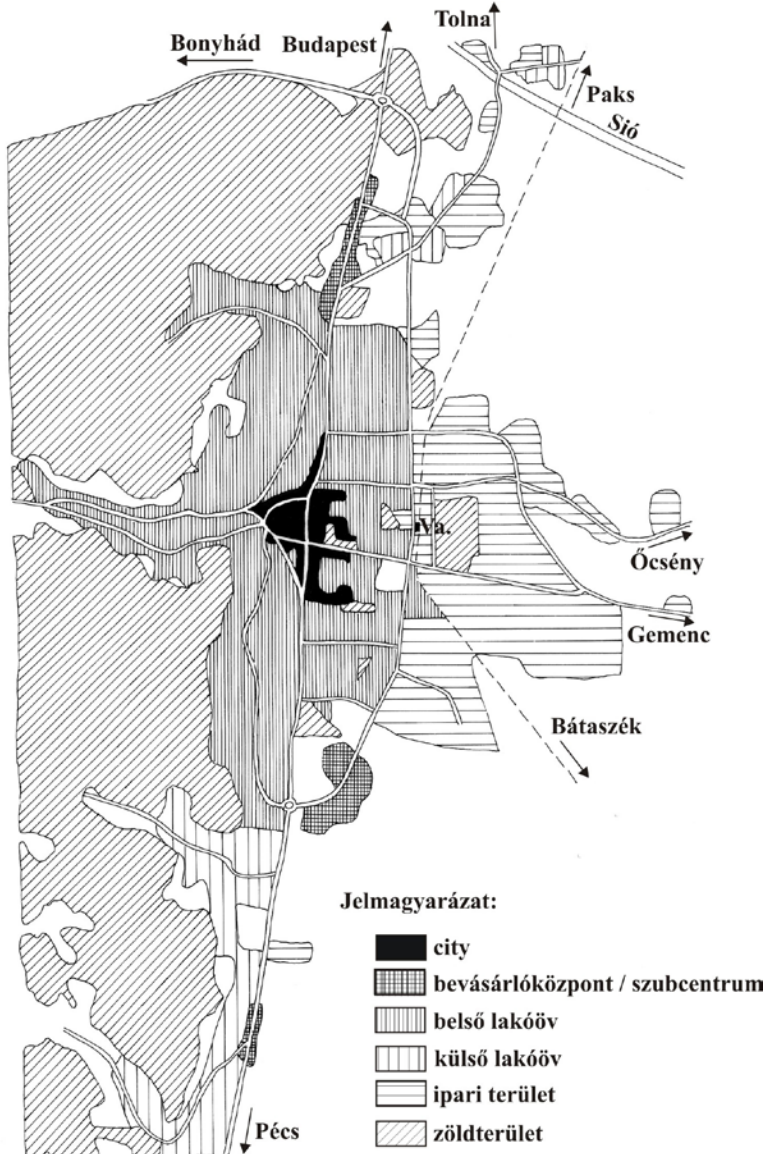 Tolna
Bonyhád
Budapest
Paks
Sió
Va.
Őcsény
Gemenc
Bátaszék
Jelmagyarázat:
city
bevásárlóközpont / szubcentrum
belső lakóöv
külső lakóöv
ipari terület
zöldterület
Pécs